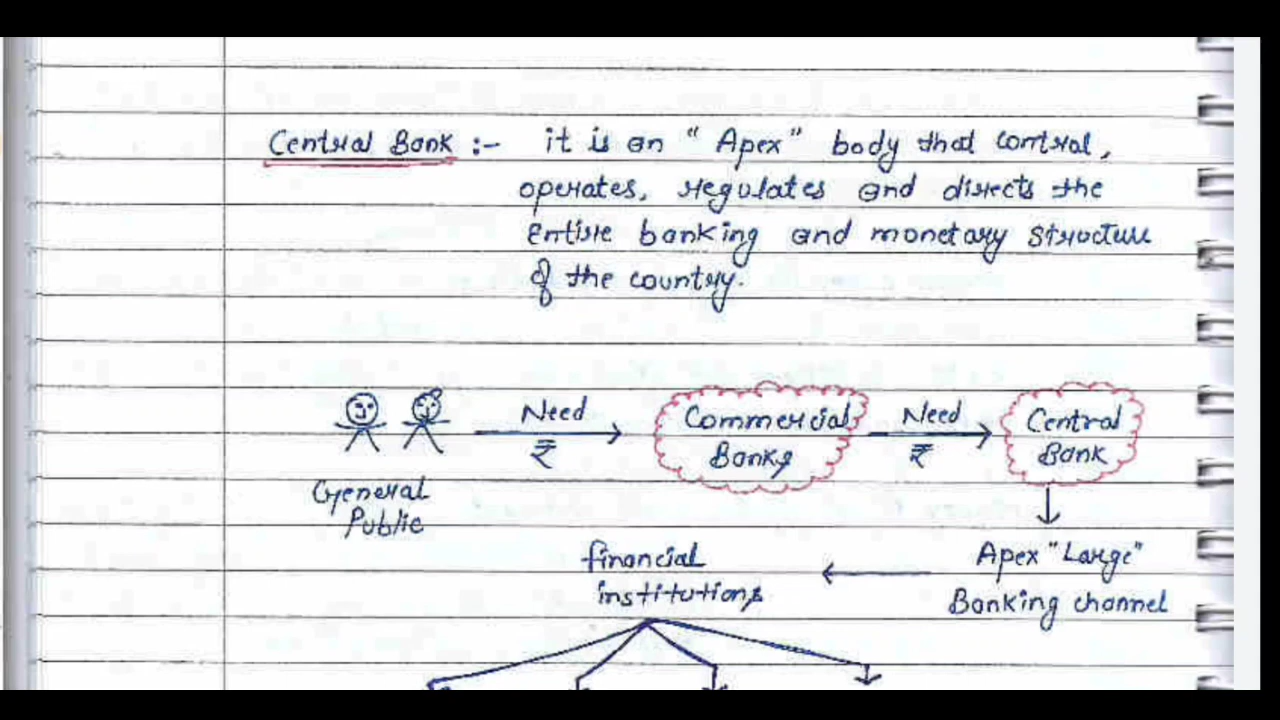 Central Bank :- it is an "Apex" body that control,
operates, regulates and directs the
Entire banking and monetary structure
of the country.
Need
₹
Commercial
Banks
Need
₹
Central
Bank
General
Public
Apex "Large"
Banking channel
financial
institutions